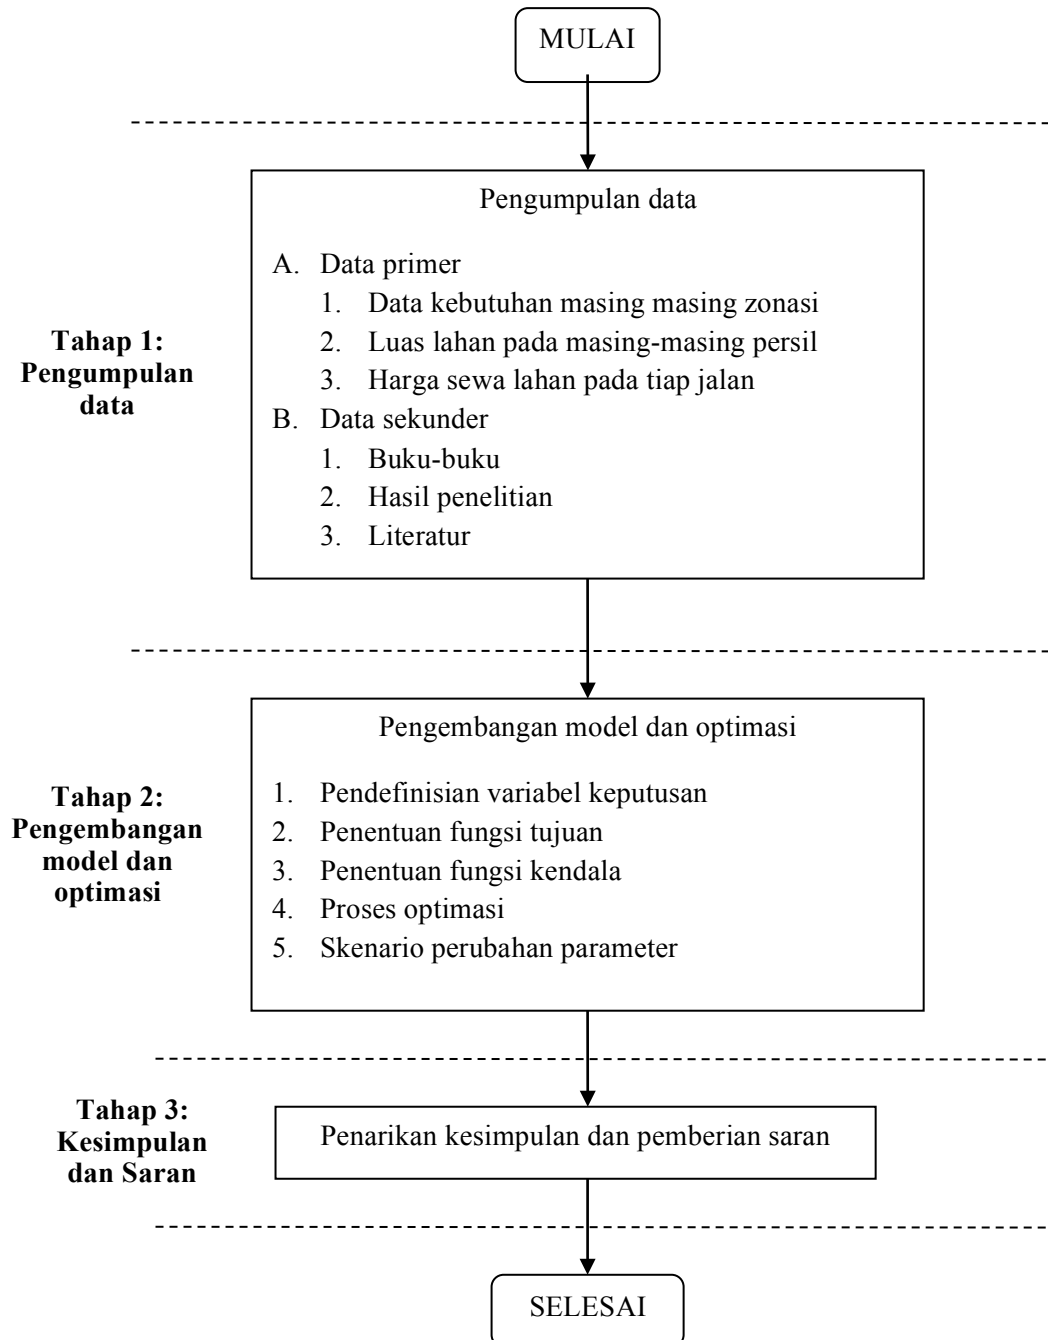 MULAI
Tahap 1:
Pengumpulan
data
Pengumpulan data
A. Data primer
1. Data kebutuhan masing masing zonasi
2. Luas lahan pada masing-masing persil
3. Harga sewa lahan pada tiap jalan
B. Data sekunder
1. Buku-buku
2. Hasil penelitian
3. Literatur
Tahap 2:
Pengembangan
model dan
optimasi
Pengembangan model dan optimasi
1. Pendefinisian variabel keputusan
2. Penentuan fungsi tujuan
3. Penentuan fungsi kendala
4. Proses optimasi
5. Skenario perubahan parameter
Tahap 3:
Kesimpulan
dan Saran
Penarikan kesimpulan dan pemberian saran
SELESAI